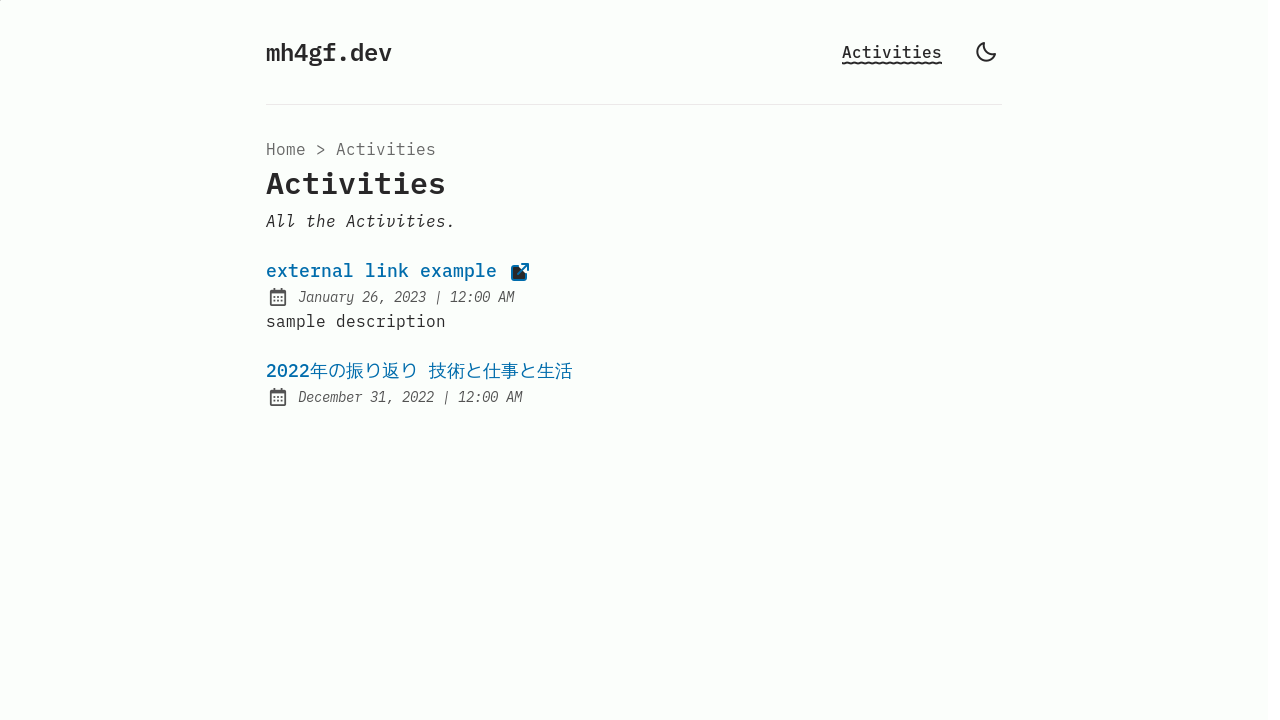 mh4gf.dev
Activities
Home > Activities
Activities
All the Activities.
external link example
January 26, 2023 | 12:00 AM
sample description
2022年の振り返り 技術と仕事と生活
December 31, 2022 | 12:00 AM